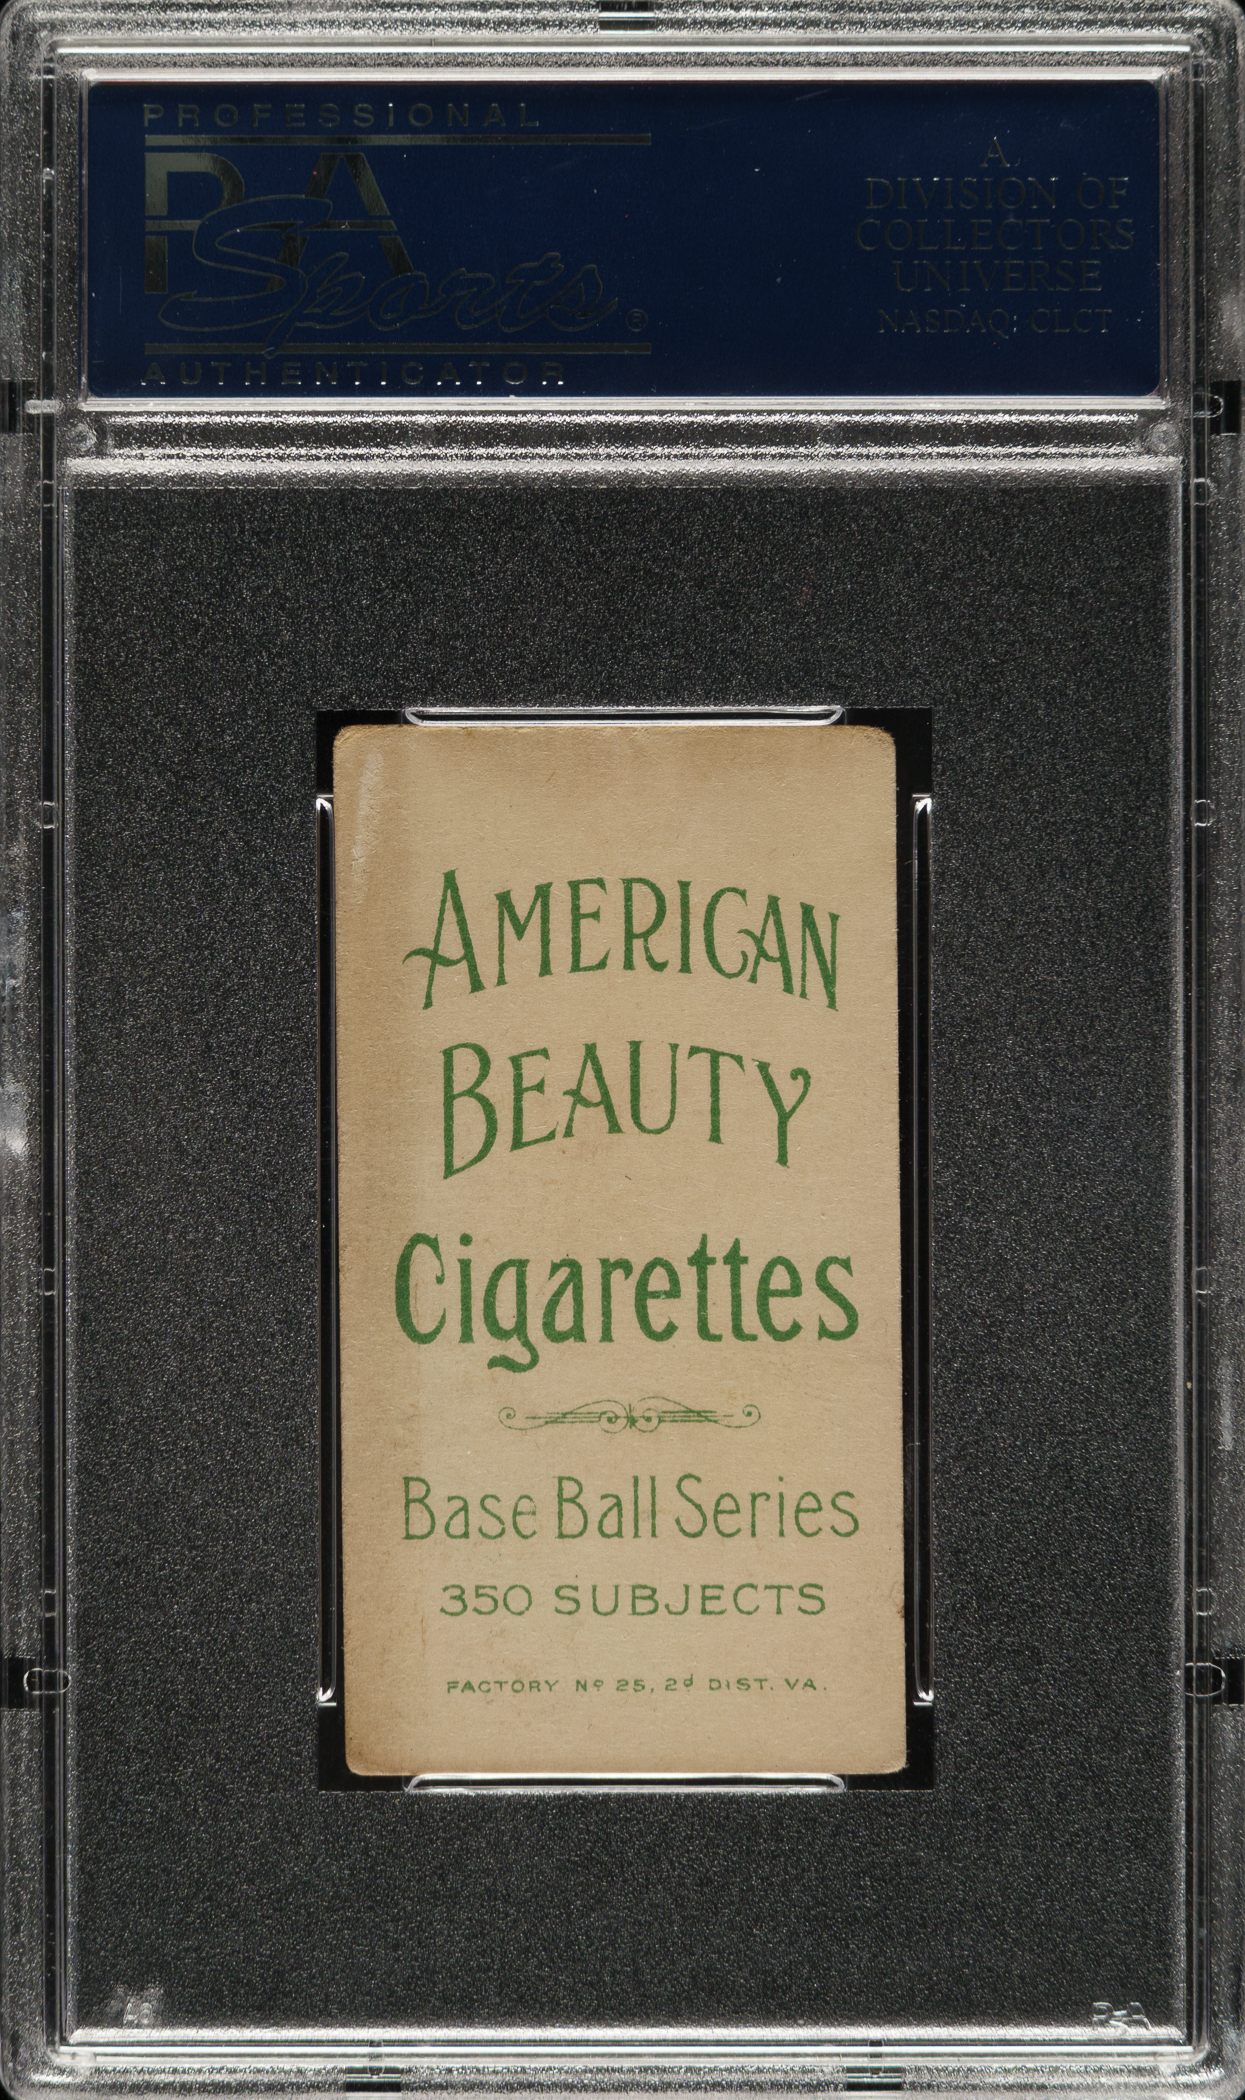 PROFESSIONAL
PSA
Sports®
AUTHENTICATOR
A
DIVISION OF
COLLECTORS
UNIVERSE
NASDAQ: CLCT
AMERICAN
BEAUTY
Cigarettes
Base Ball Series
350 SUBJECTS
FACTORY Nº 25, 2d DIST. VA.
PSA